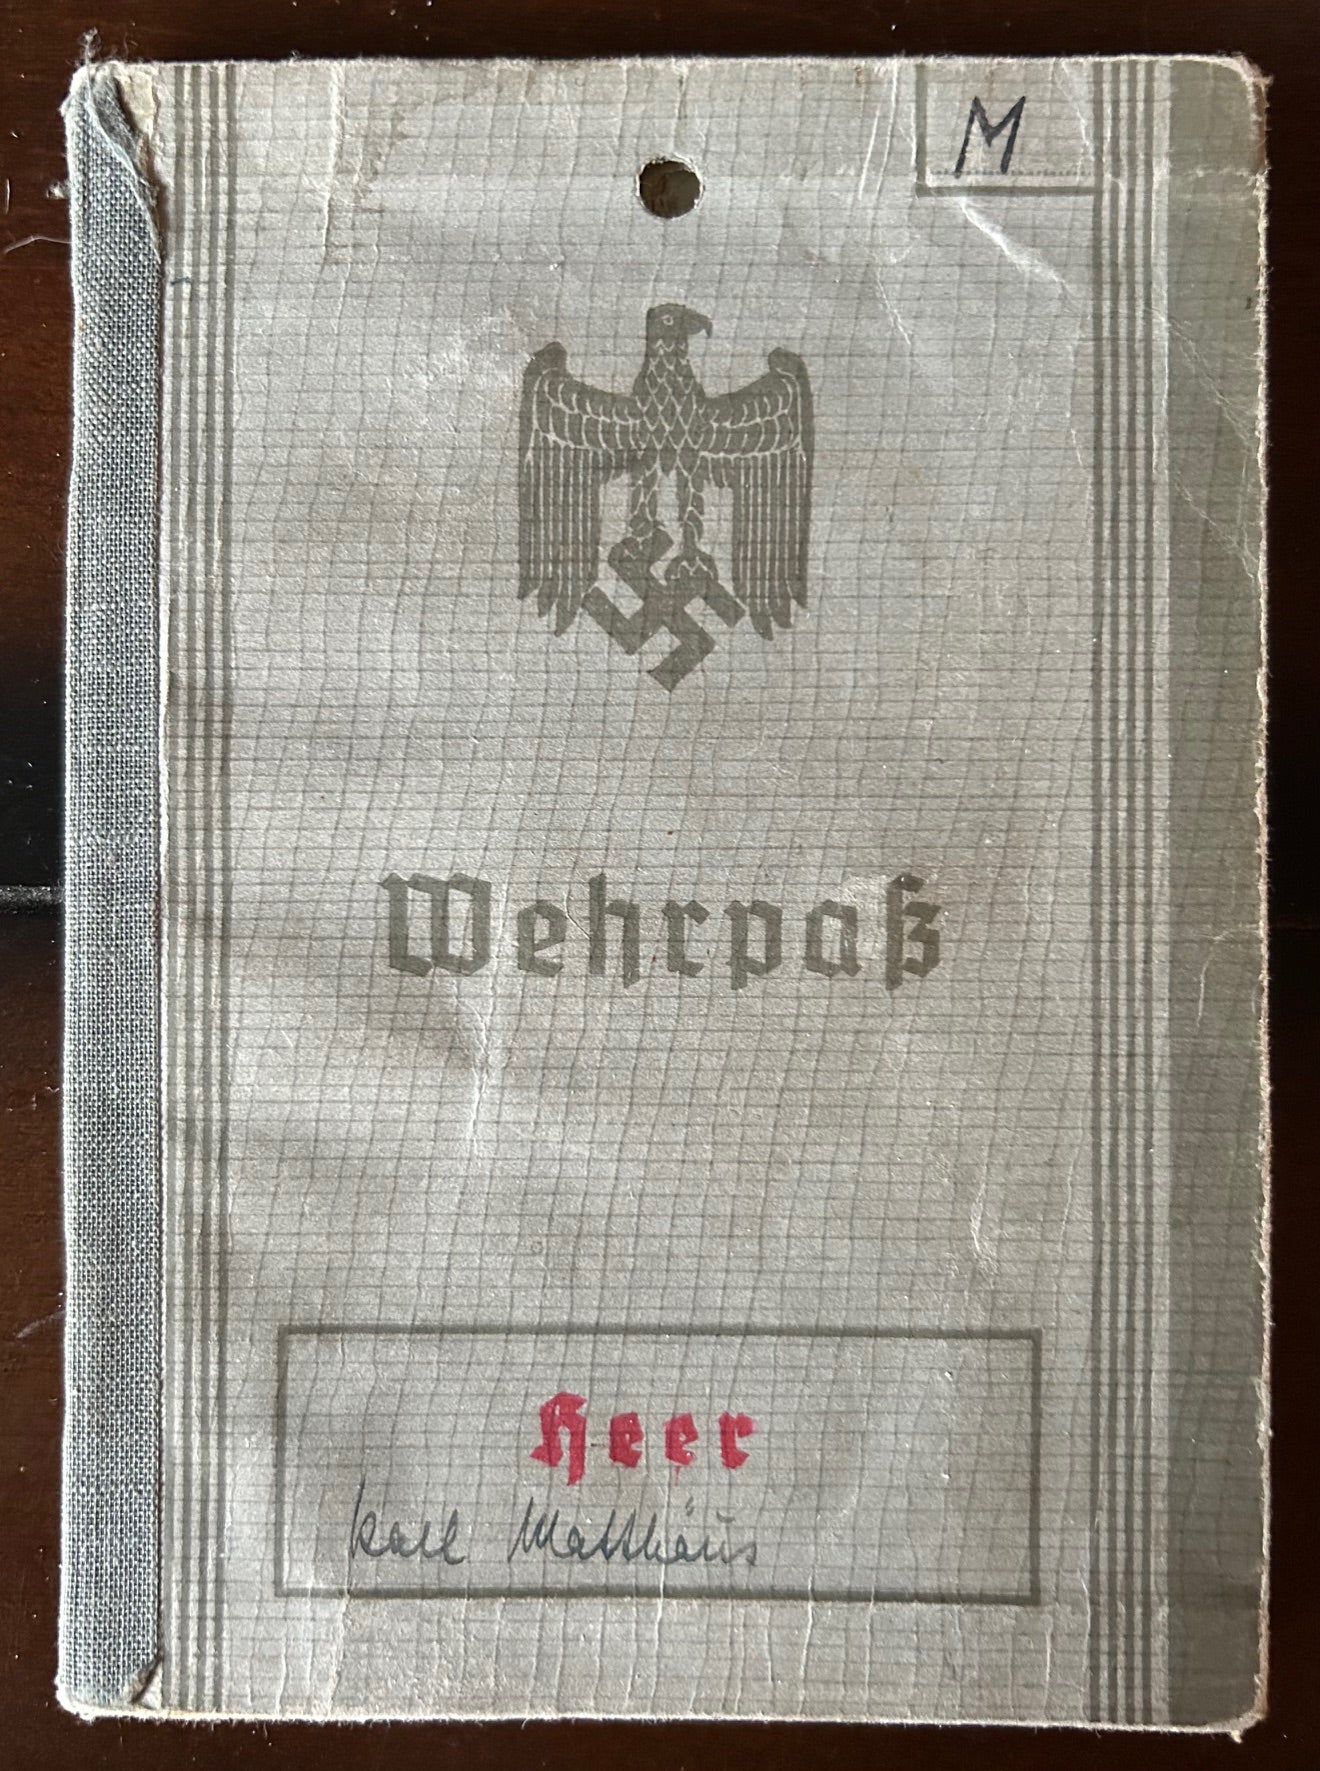 M
Wehrpaß
Heer
Karl Matthäus